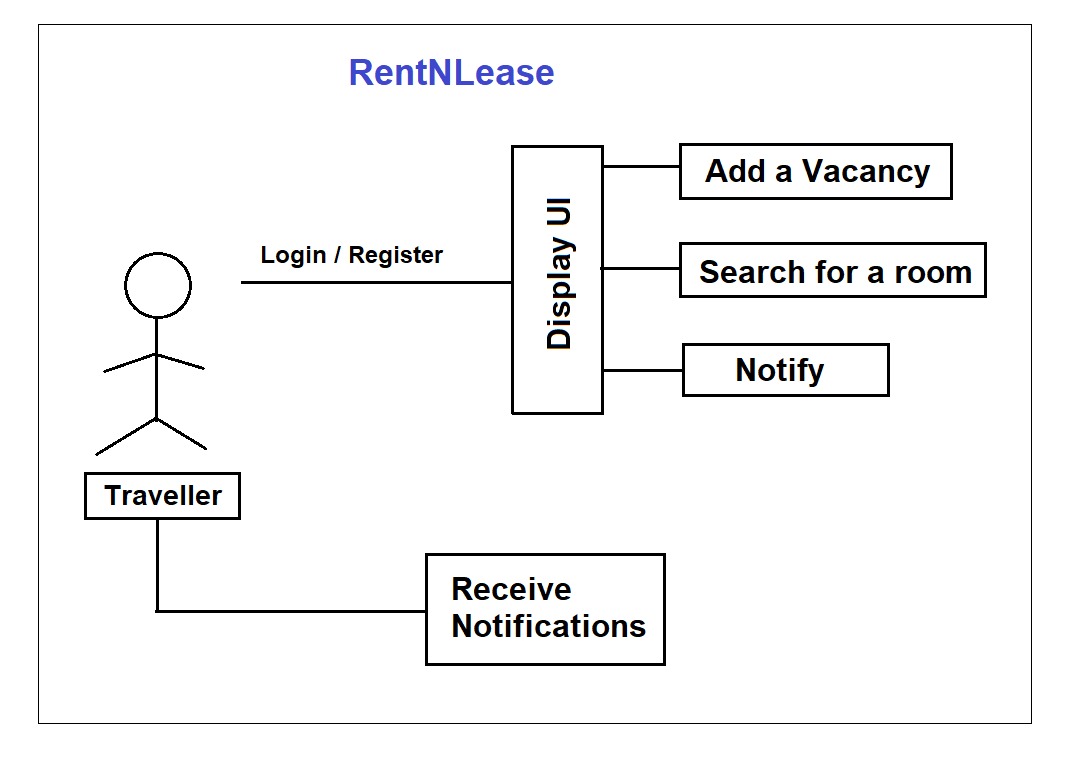 RentNLease
Add a Vacancy
Display UI
Login / Register
Search for a room
Notify
Traveller
Receive
Notifications